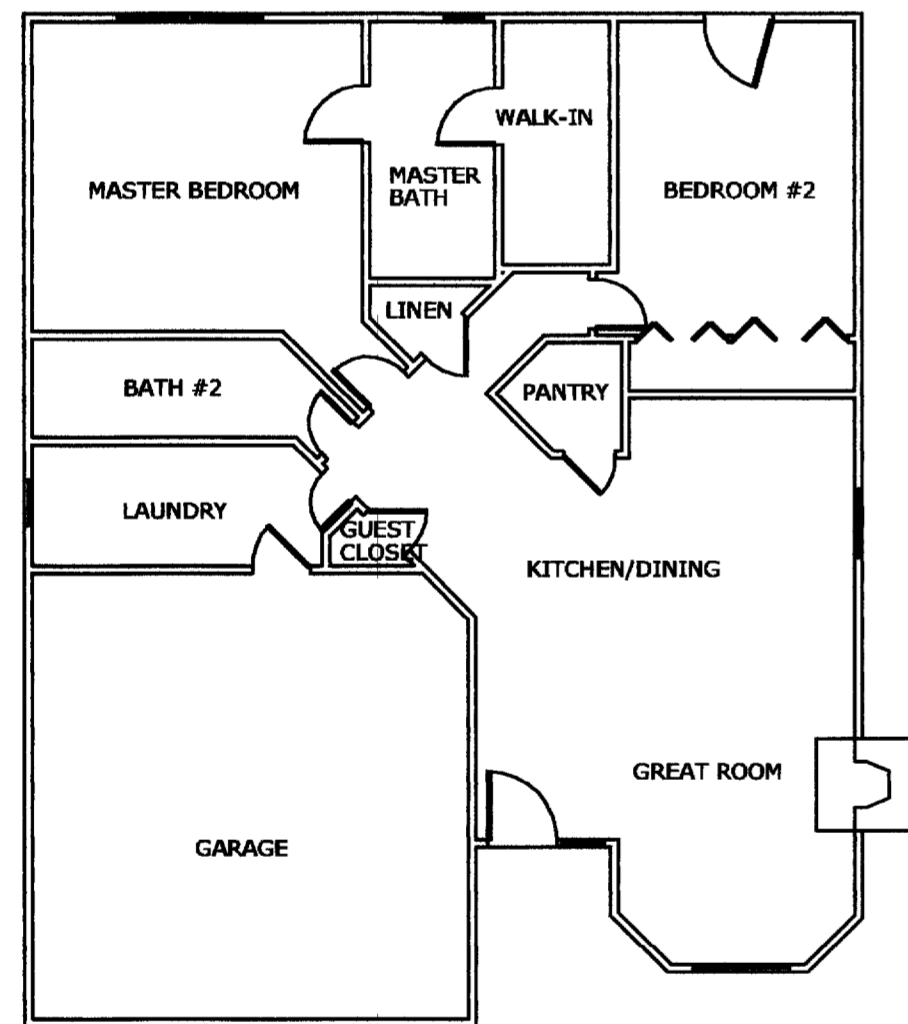 WALK-IN
MASTER BEDROOM
MASTER
BATH
BEDROOM #2
LINEN
BATH #2
PANTRY
LAUNDRY
GUEST
CLOSET
KITCHEN/DINING
GREAT ROOM
GARAGE